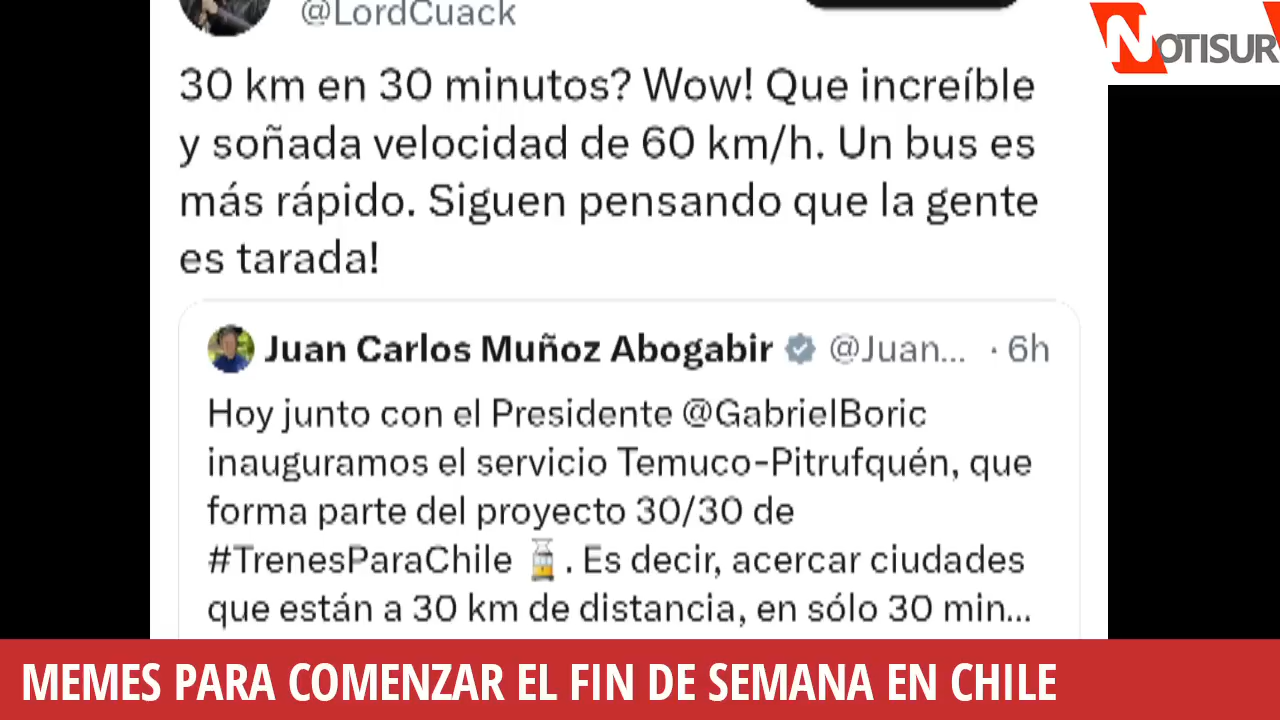 @LordCuack
NOTISUR
30 km en 30 minutos? Wow! Que increíble
y soñada velocidad de 60 km/h. Un bus es
más rápido. Siguen pensando que la gente
es tarada!
Juan Carlos Muñoz Abogabir @Juan... · 6h
Hoy junto con el Presidente @GabrielBoric
inauguramos el servicio Temuco-Pitrufquén, que
forma parte del proyecto 30/30 de
#TrenesParaChile 🚊. Es decir, acercar ciudades
que están a 30 km de distancia, en sólo 30 min...
MEMES PARA COMENZAR EL FIN DE SEMANA EN CHILE